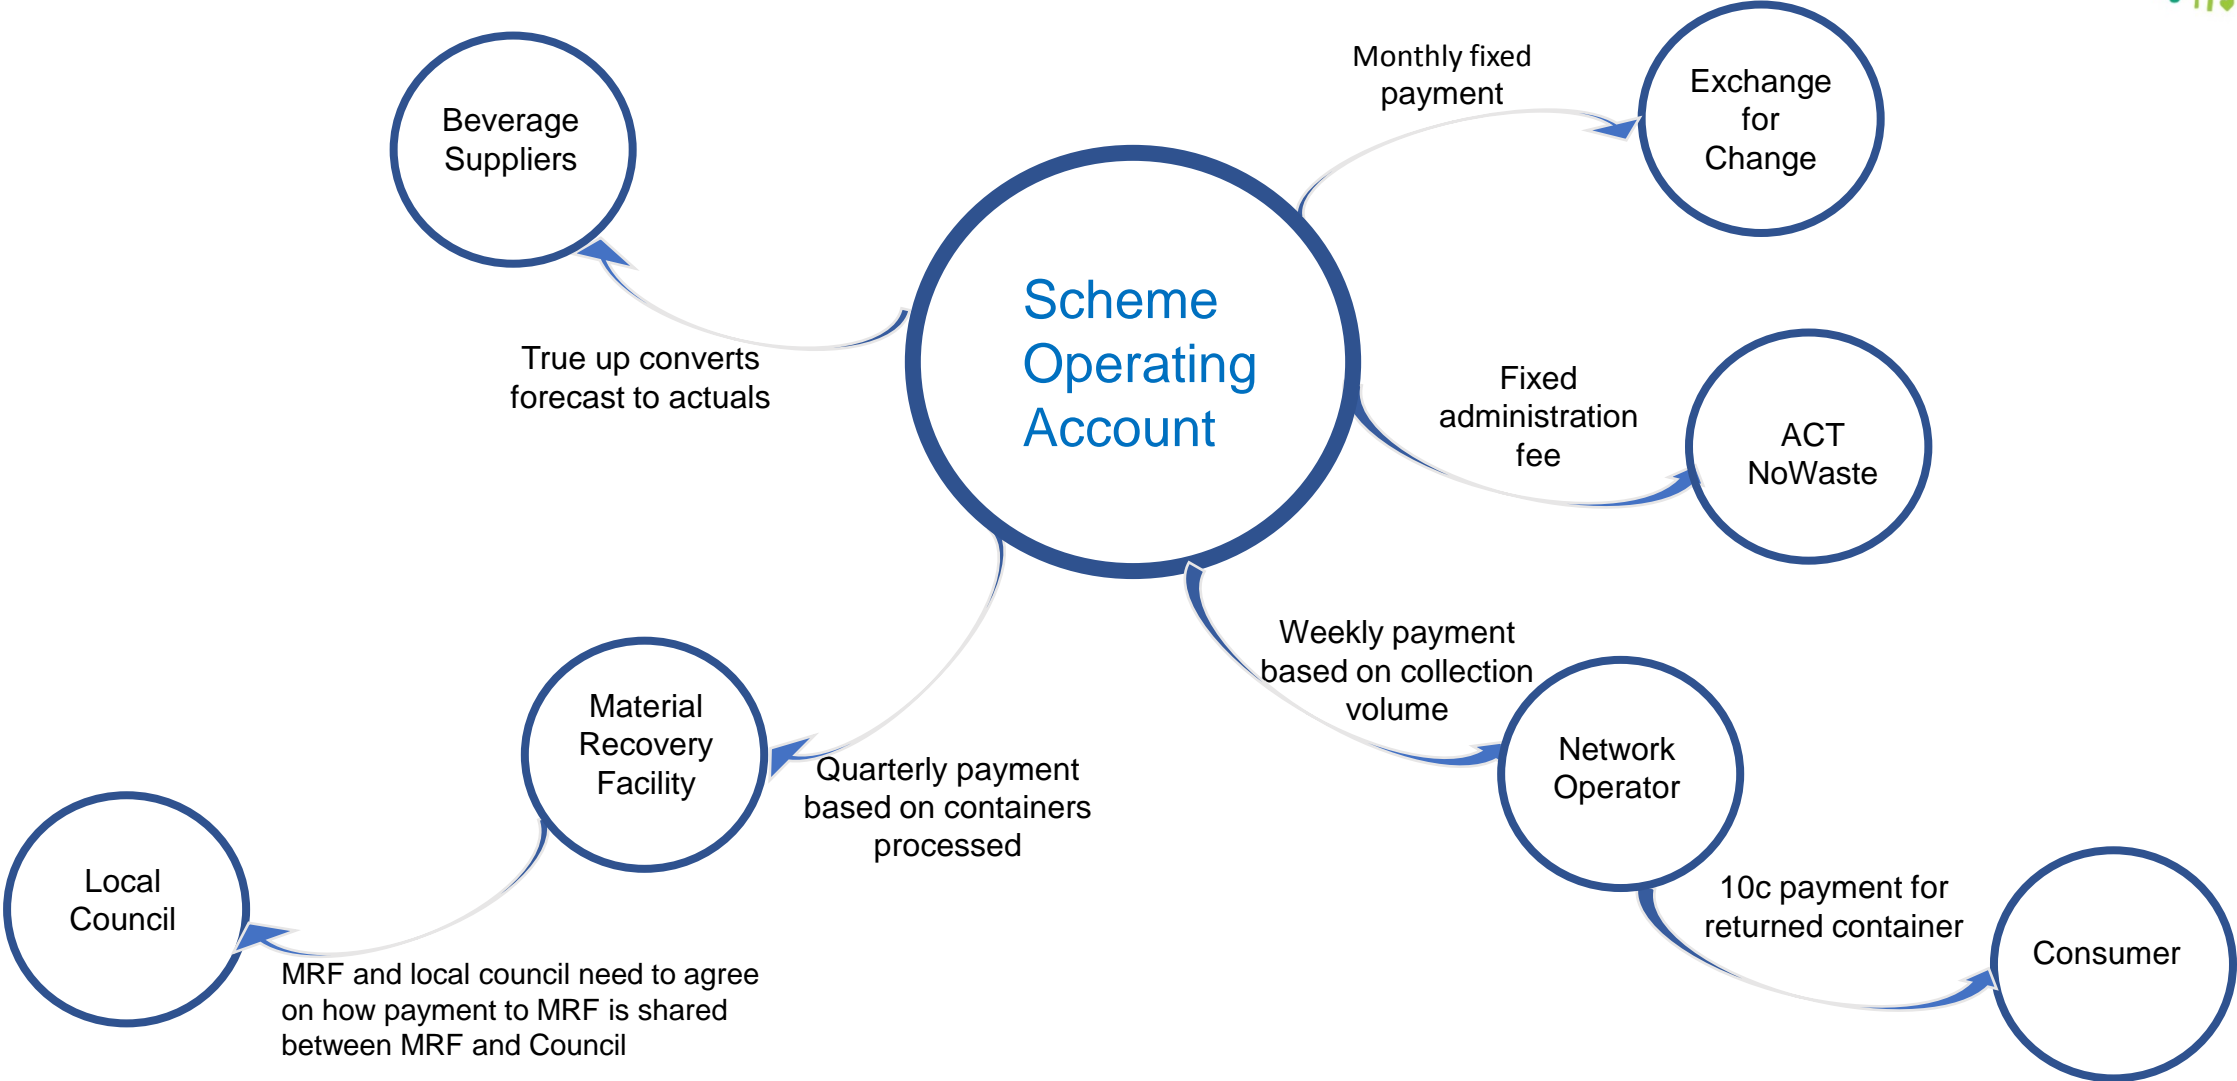 Beverage
Suppliers
Monthly fixed
payment
Exchange
for
Change
Scheme
Operating
Account
True up converts
forecast to actuals
Fixed
administration
fee
ACT
NoWaste
Weekly payment
based on collection
volume
Material
Recovery
Facility
Quarterly payment
based on containers
processed
Network
Operator
Local
Council
10c payment for
returned container
Consumer
MRF and local council need to agree
on how payment to MRF is shared
between MRF and Council